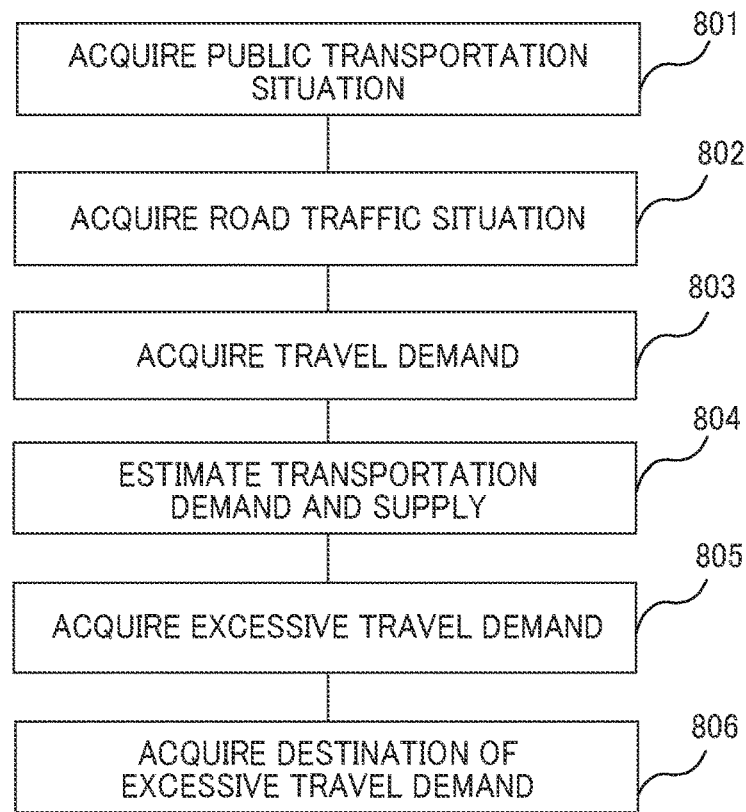 801
ACQUIRE PUBLIC TRANSPORTATION
SITUATION
802
ACQUIRE ROAD TRAFFIC SITUATION
803
ACQUIRE TRAVEL DEMAND
804
ESTIMATE TRANSPORTATION
DEMAND AND SUPPLY
805
ACQUIRE EXCESSIVE TRAVEL DEMAND
806
ACQUIRE DESTINATION OF
EXCESSIVE TRAVEL DEMAND